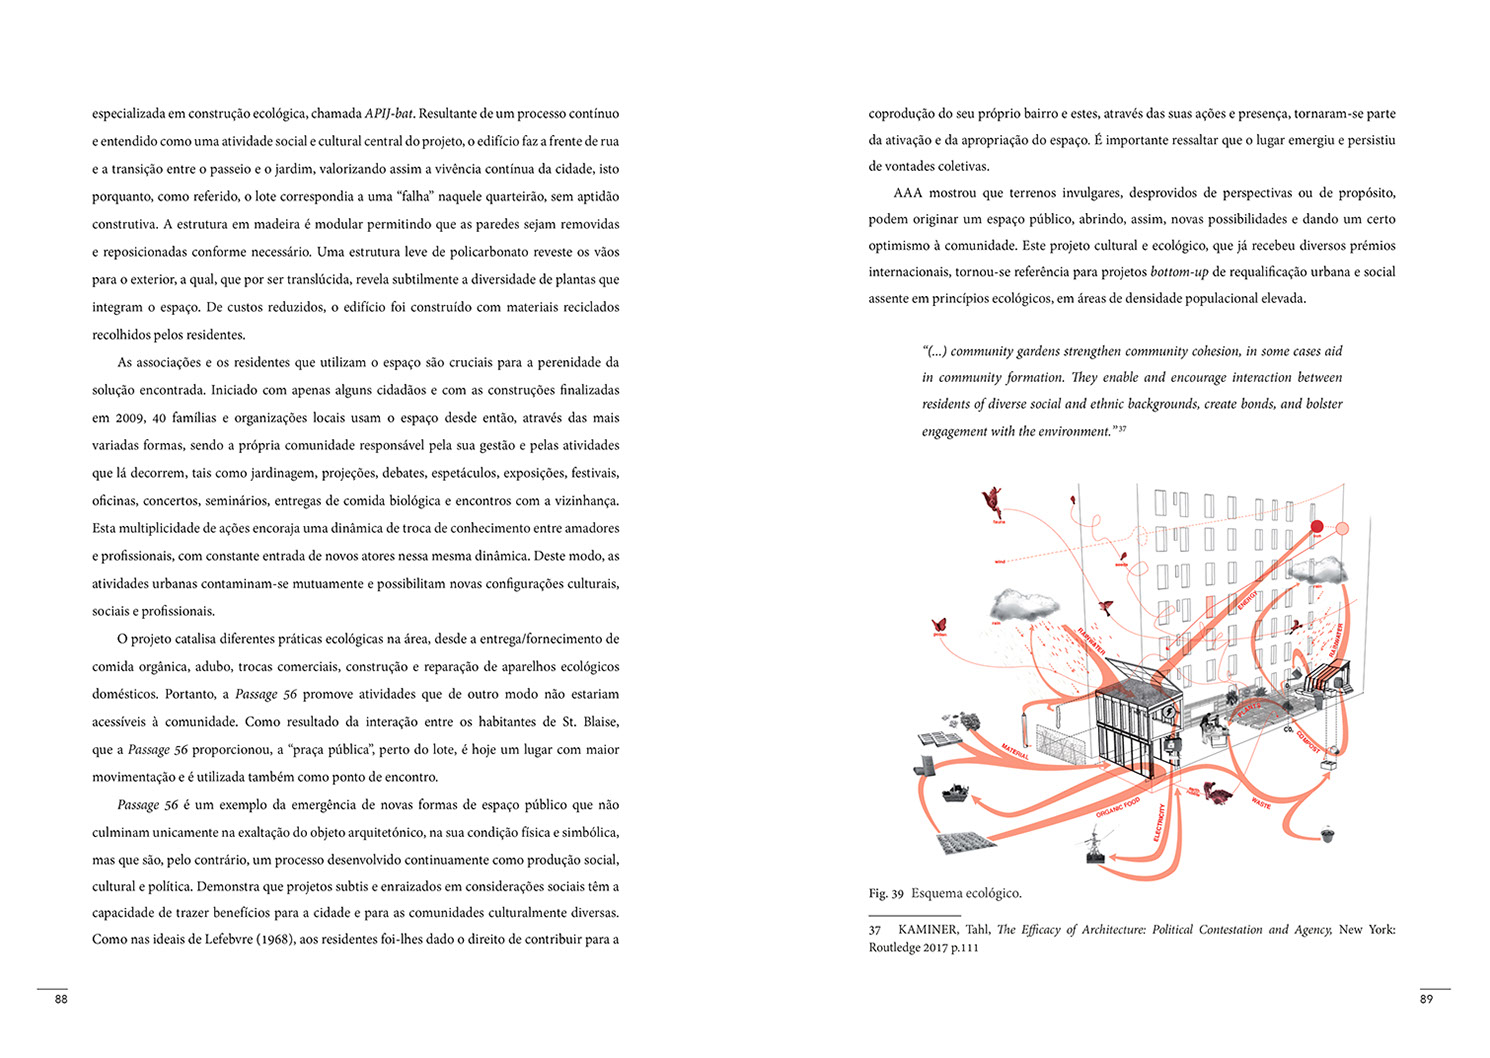 especializada em construção ecológica, chamada APIJ-bat. Resultante de um processo contínuo
e entendido como uma atividade social e cultural central do projeto, o edifício faz a frente de rua
e a transição entre o passeio e o jardim, valorizando assim a vivência contínua da cidade, isto
porquanto, como referido, o lote correspondia a uma “falha” naquele quarteirão, sem aptidão
construtiva. A estrutura em madeira é modular permitindo que as paredes sejam removidas
e reposicionadas conforme necessário. Uma estrutura leve de policarbonato reveste os vãos
para o exterior, a qual, que por ser translúcida, revela subtilmente a diversidade de plantas que
integram o espaço. De custos reduzidos, o edifício foi construído com materiais reciclados
recolhidos pelos residentes.
As associações e os residentes que utilizam o espaço são cruciais para a perenidade da
solução encontrada. Iniciado com apenas alguns cidadãos e com as construções finalizadas
em 2009, 40 famílias e organizações locais usam o espaço desde então, através das mais
variadas formas, sendo a própria comunidade responsável pela sua gestão e pelas atividades
que lá decorrem, tais como jardinagem, projeções, debates, espetáculos, exposições, festivais,
oficinas, concertos, seminários, entregas de comida biológica e encontros com a vizinhança.
Esta multiplicidade de ações encoraja uma dinâmica de troca de conhecimento entre amadores
e profissionais, com constante entrada de novos atores nessa mesma dinâmica. Deste modo, as
atividades urbanas contaminam-se mutuamente e possibilitam novas configurações culturais,
sociais e profissionais.
O projeto catalisa diferentes práticas ecológicas na área, desde a entrega/fornecimento de
comida orgânica, adubo, trocas comerciais, construção e reparação de aparelhos ecológicos
domésticos. Portanto, a Passage 56 promove atividades que de outro modo não estariam
acessíveis à comunidade. Como resultado da interação entre os habitantes de St. Blaise,
que a Passage 56 proporcionou, a “praça pública”, perto do lote, é hoje um lugar com maior
movimentação e é utilizada também como ponto de encontro.
Passage 56 é um exemplo da emergência de novas formas de espaço público que não
culminam unicamente na exaltação do objeto arquitetónico, na sua condição física e simbólica,
mas que são, pelo contrário, um processo desenvolvido continuamente como produção social,
cultural e política. Demonstra que projetos subtis e enraizados em considerações sociais têm a
capacidade de trazer benefícios para a cidade e para as comunidades culturalmente diversas.
Como nas ideais de Lefebvre (1968), aos residentes foi-lhes dado o direito de contribuir para a
88
coprodução do seu próprio bairro e estes, através das suas ações e presença, tornaram-se parte
da ativação e da apropriação do espaço. É importante ressaltar que o lugar emergiu e persistiu
de vontades coletivas.
AAA mostrou que terrenos invulgares, desprovidos de perspectivas ou de propósito,
podem originar um espaço público, abrindo, assim, novas possibilidades e dando um certo
optimismo à comunidade. Este projeto cultural e ecológico, que já recebeu diversos prémios
internacionais, tornou-se referência para projetos bottom-up de requalificação urbana e social
assente em princípios ecológicos, em áreas de densidade populacional elevada.
“(...) community gardens strengthen community cohesion, in some cases aid
in community formation. They enable and encourage interaction between
residents of diverse social and ethnic backgrounds, create bonds, and bolster
engagement with the environment.”37
fauna
wind
rain
RAINWATER
ENERGY
sun
rain
RAINWATER
PLANTS
COMPOST
MATERIAL
ORGANIC FOOD
ELECTRICITY
WASTE
Fig. 39 Esquema ecológico.
37 KAMINER, Tahl, The Efficacy of Architecture: Political Contestation and Agency, New York:
Routledge 2017 p.111
89